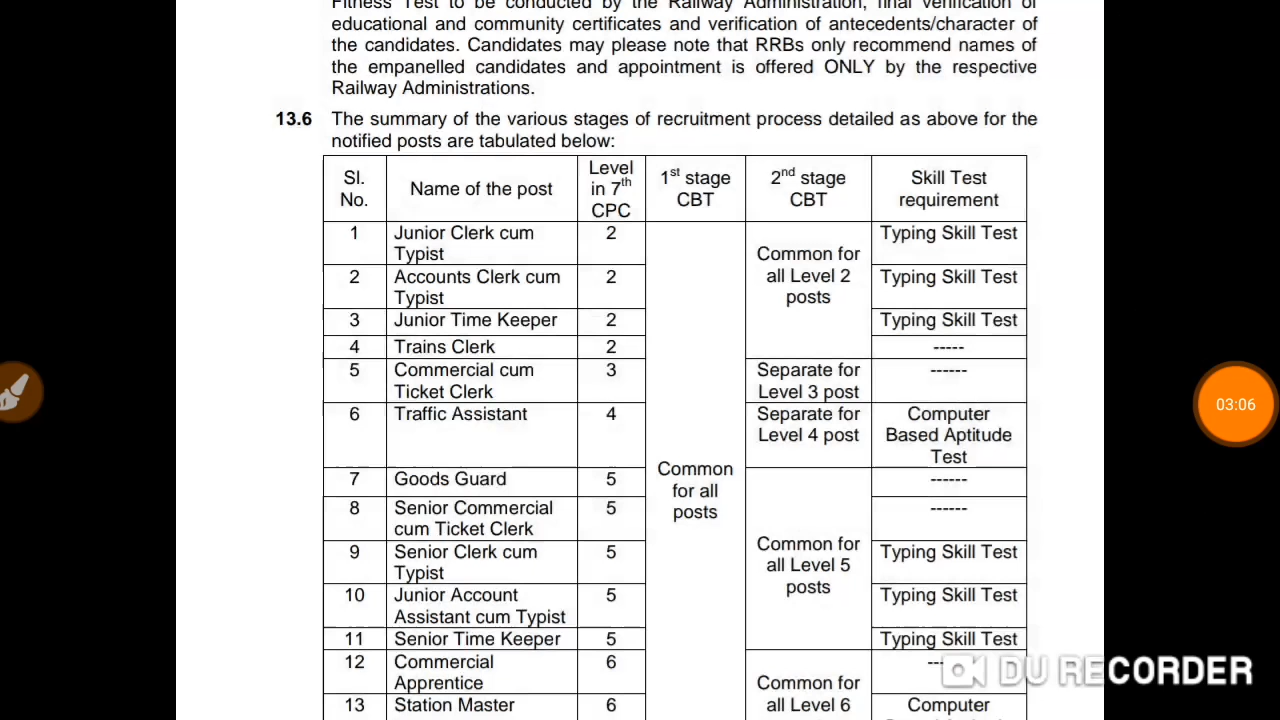 Fitness Test to be conducted by the Railway Administration, final verification of
educational and community certificates and verification of antecedents/character of
the candidates. Candidates may please note that RRBs only recommend names of
the empanelled candidates and appointment is offered ONLY by the respective
Railway Administrations.
13.6 The summary of the various stages of recruitment process detailed as above for the
notified posts are tabulated below:
Sl. No. Name of the post Level in 7th CPC 1st stage CBT 2nd stage CBT Skill Test requirement
1 Junior Clerk cum Typist 2 Common for all posts Common for all Level 2 posts Typing Skill Test
2 Accounts Clerk cum Typist 2 Typing Skill Test
3 Junior Time Keeper 2 Typing Skill Test
4 Trains Clerk 2 -----
5 Commercial cum Ticket Clerk 3 Separate for Level 3 post ------
6 Traffic Assistant 4 Separate for Level 4 post Computer Based Aptitude Test
7 Goods Guard 5 Common for all Level 5 posts ------
8 Senior Commercial cum Ticket Clerk 5 ------
9 Senior Clerk cum Typist 5 Typing Skill Test
10 Junior Account Assistant cum Typist 5 Typing Skill Test
11 Senior Time Keeper 5 Typing Skill Test
12 Commercial Apprentice 6 Common for all Level 6 ---
13 Station Master 6 Computer
03:06
DU RECORDER